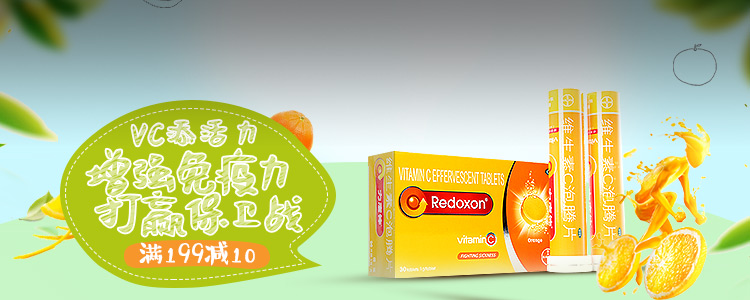 VC添活力
增强免疫力
打赢保卫战
满199减10
VITAMIN C EFFERVESCENT TABLETS
Redoxon®
vitamin C
FIGHTING SICKNESS
Orange
维生素C泡腾片
维生素C泡腾片